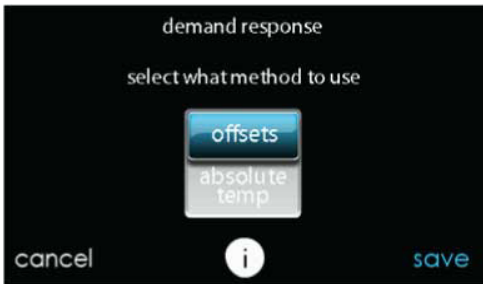 demand response
select what method to use
offsets
absolute
temp
cancel
i
save